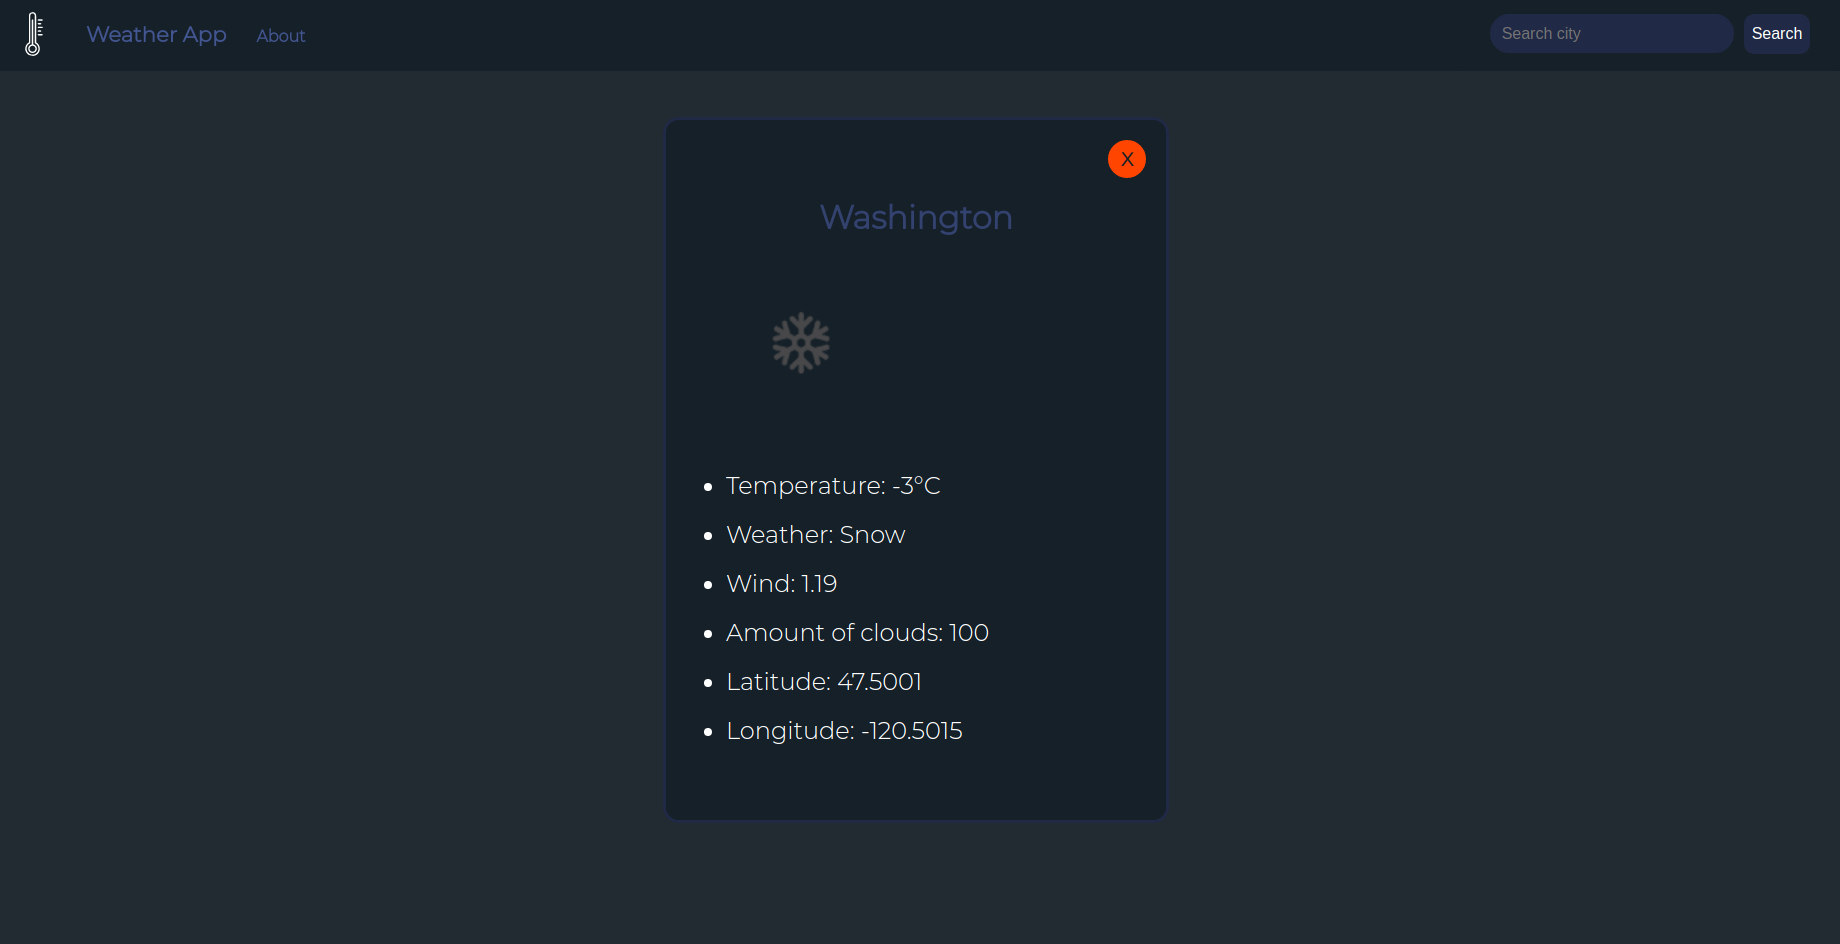 Weather App About Search city Search
X
Washington
Temperature: -3°C
Weather: Snow
Wind: 1.19
Amount of clouds: 100
Latitude: 47.5001
Longitude: -120.5015